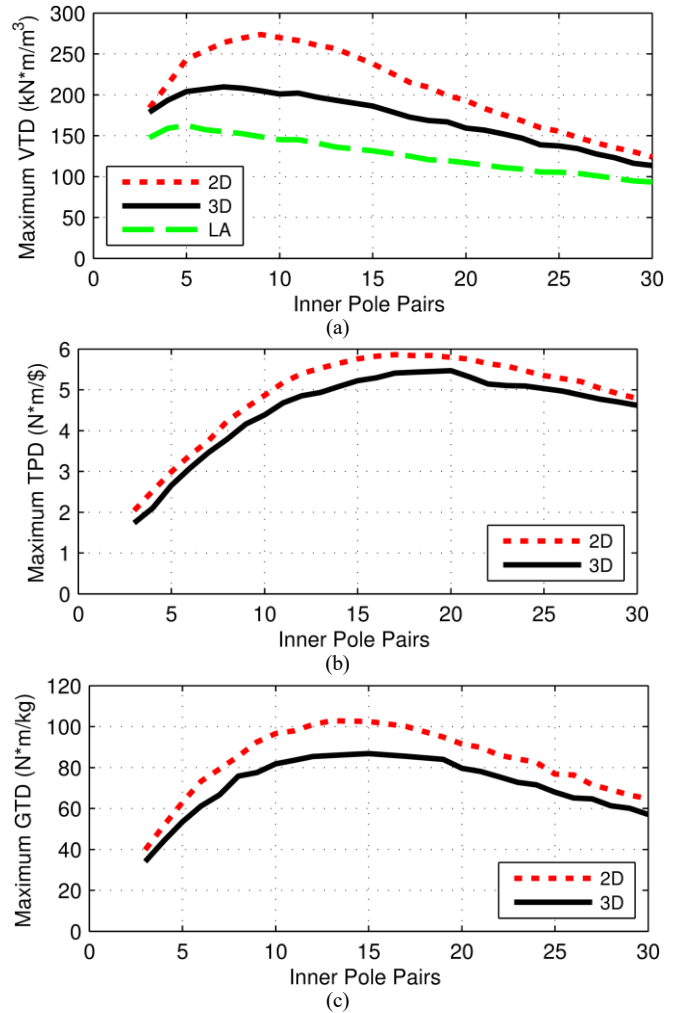 300
250
200
150
100
50
0
Maximum VTD (kN*m/m³)
2D
3D
LA
0 5 10 15 20 25 30
Inner Pole Pairs
(a)
6
5
4
3
2
1
0
Maximum TPD (N*m/$)
2D
3D
0 5 10 15 20 25 30
Inner Pole Pairs
(b)
120
100
80
60
40
20
0
Maximum GTD (N*m/kg)
2D
3D
0 5 10 15 20 25 30
Inner Pole Pairs
(c)